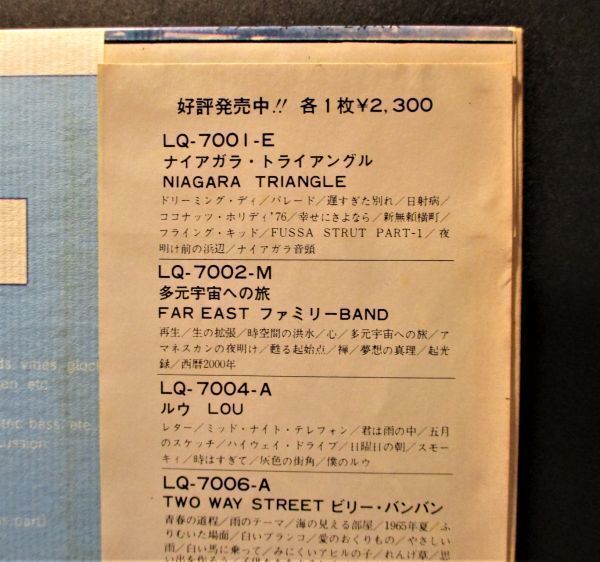 好評発売中!! 各1枚¥2,300
LQ-7001-E
ナイアガラ・トライアングル
NIAGARA TRIANGLE
ドリーミング・デイ/パレード/遅すぎた別れ/日射病/
ココナッツ・ホリディ'76/幸せにさよなら/新無頼横町/
フライング・キッド/FUSSA STRUT PART-1/夜
明け前の浜辺/ナイアガラ音頭
LQ-7002-M
多元宇宙への旅
FAR EAST ファミリーBAND
再生/生の拡張/時空間の洪水/心/多元宇宙への旅/ア
マネスカンの夜明け/甦る起始点/禅/夢想の真理/起光
録/西暦2000年
LQ-7004-A
ルウ LOU
レター/ミッド・ナイト・テレフォン/君は雨の中/五月
のスケッチ/ハイウェイ・ドライブ/日曜日の朝/スモー
キィ/時はすぎて/灰色の街角/僕のルウ
LQ-7006-A
TWO WAY STREET ビリー・バンバン
青春の道程/雨のテーマ/海の見える部屋/1965年夏/ふ
りむいた場面/白いブランコ/愛のおくりもの/やさしい
雨/白い馬に乗って/みにくいアヒルの子/れんげ草/思
ds, vibes, glock
en, etc.
tric bass, etc.
cussion